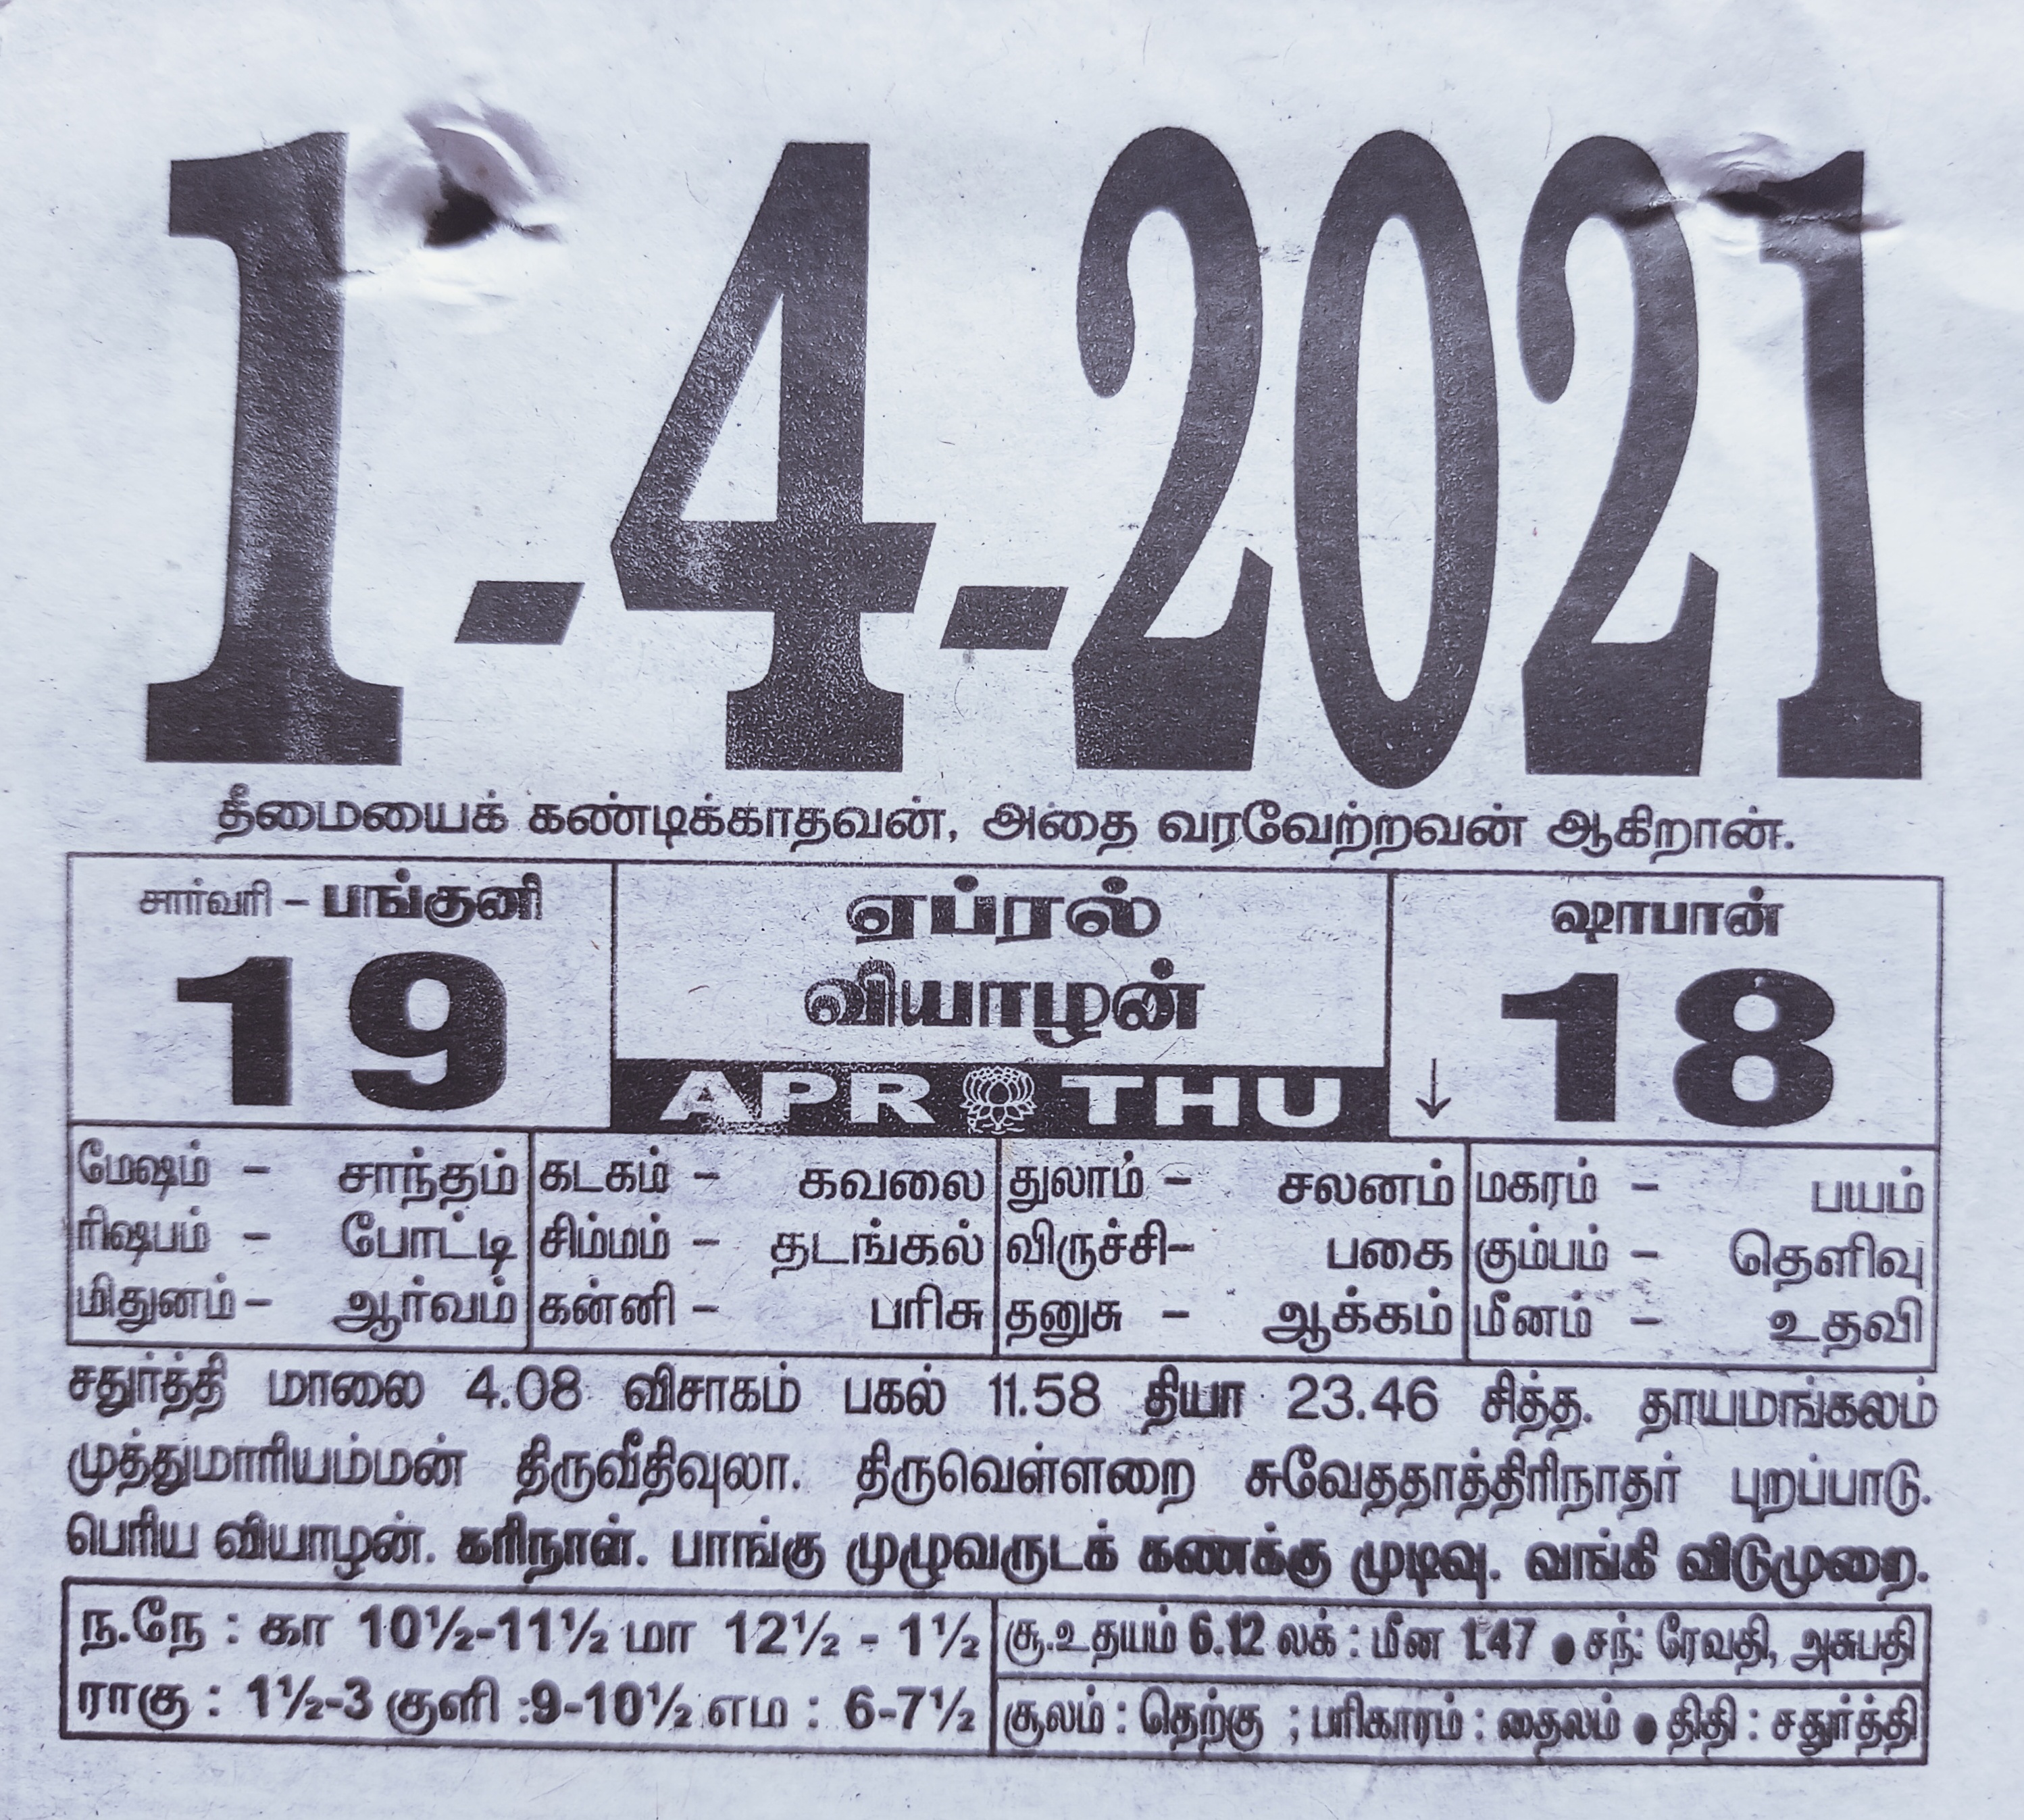 1-4-2021
தீமையைக் கண்டிக்காதவன், அதை வரவேற்றவன் ஆகிறான்.
சார்வரி - பங்குனி
19
ஏப்ரல்
வியாழன்
APR THU
ஷாபான்
↓ 18
மேஷம் - சாந்தம் கடகம் - கவலை துலாம் - சலனம் மகரம் - பயம்
ரிஷபம் - போட்டி சிம்மம் - தடங்கல் விருச்சி- பகை கும்பம் - தெளிவு
மிதுனம் - ஆர்வம் கன்னி - பரிசு தனுசு - ஆக்கம் மீனம் - உதவி
சதுர்த்தி மாலை 4.08 விசாகம் பகல் 11.58 தியா 23.46 சித்த. தாயமங்கலம்
முத்துமாரியம்மன் திருவீதிவுலா. திருவெள்ளறை சுவேததாத்திரிநாதர் புறப்பாடு.
பெரிய வியாழன். கரிநாள். பாங்கு முழுவருடக் கணக்கு முடிவு. வங்கி விடுமுறை.
ந.நே : கா 10½-11½ மா 12½ - 1½
ராகு : 1½-3 குளி :9-10½ எம : 6-7½
சூ.உதயம் 6.12 லக் : மீன 1.47 ● சந்: ரேவதி, அசுபதி
சூலம் : தெற்கு ; பரிகாரம் : தைலம் ● திதி : சதுர்த்தி